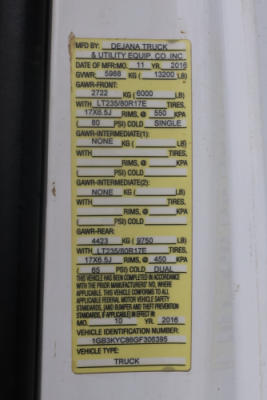 MFD BY: DEJANA TRUCK
& UTILITY EQUIP. CO. INC.
DATE OF MFR: MO. 11 YR. 2016
GVWR: 5988 KG ( 13200 LB)
GAWR-FRONT:
2722 KG ( 6000 LB)
WITH LT235/80R17E TIRES,
17X6.5J RIMS, @ 550 KPA
( 80 PSI) COLD SINGLE
GAWR-INTERMEDIATE(1):
NONE KG ( LB)
WITH TIRES,
RIMS, @ KPA
( PSI) COLD
GAWR-INTERMEDIATE(2):
NONE KG ( LB)
WITH TIRES,
RIMS, @ KPA
( PSI) COLD
GAWR-REAR:
4423 KG ( 9750 LB)
WITH LT235/80R17E TIRES,
17X6.5J RIMS, @ 450 KPA
( 65 PSI) COLD DUAL
THIS VEHICLE HAS BEEN COMPLETED IN ACCORDANCE
WITH THE PRIOR MANUFACTURERS' IVD, WHERE
APPLICABLE. THIS VEHICLE CONFORMS TO ALL
APPLICABLE FEDERAL MOTOR VEHICLE SAFETY
STANDARDS, [AND BUMPER AND THEFT PREVENTION
STANDARDS, IF APPLICABLE] IN EFFECT IN
MO. 10 YR. 2016
VEHICLE IDENTIFICATION NUMBER:
1GB3KYC86GF306395
VEHICLE TYPE:
TRUCK